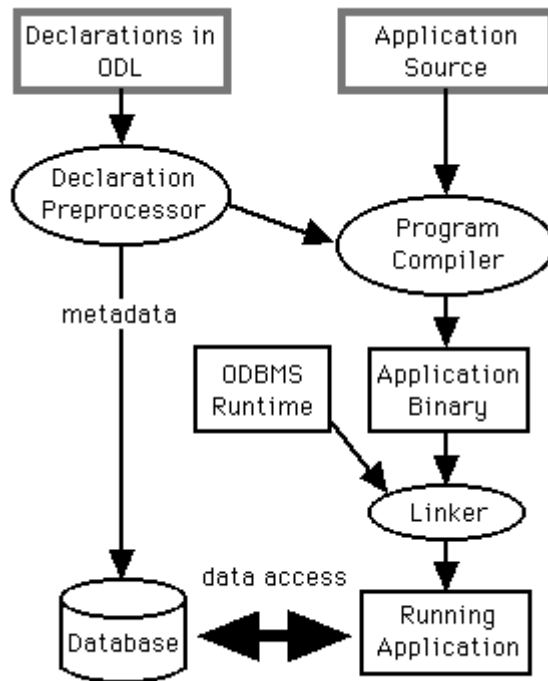 Declarations in
ODL
Application
Source
Declaration
Preprocessor
Program
Compiler
metadata
ODBMS
Runtime
Application
Binary
Linker
data access
Database
Running
Application